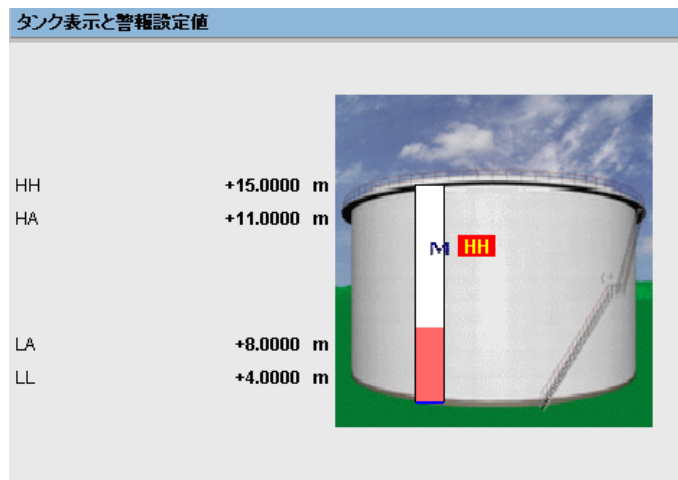 タンク表示と警報設定値
HH +15.0000 m
HA +11.0000 m
M HH
LA +8.0000 m
LL +4.0000 m